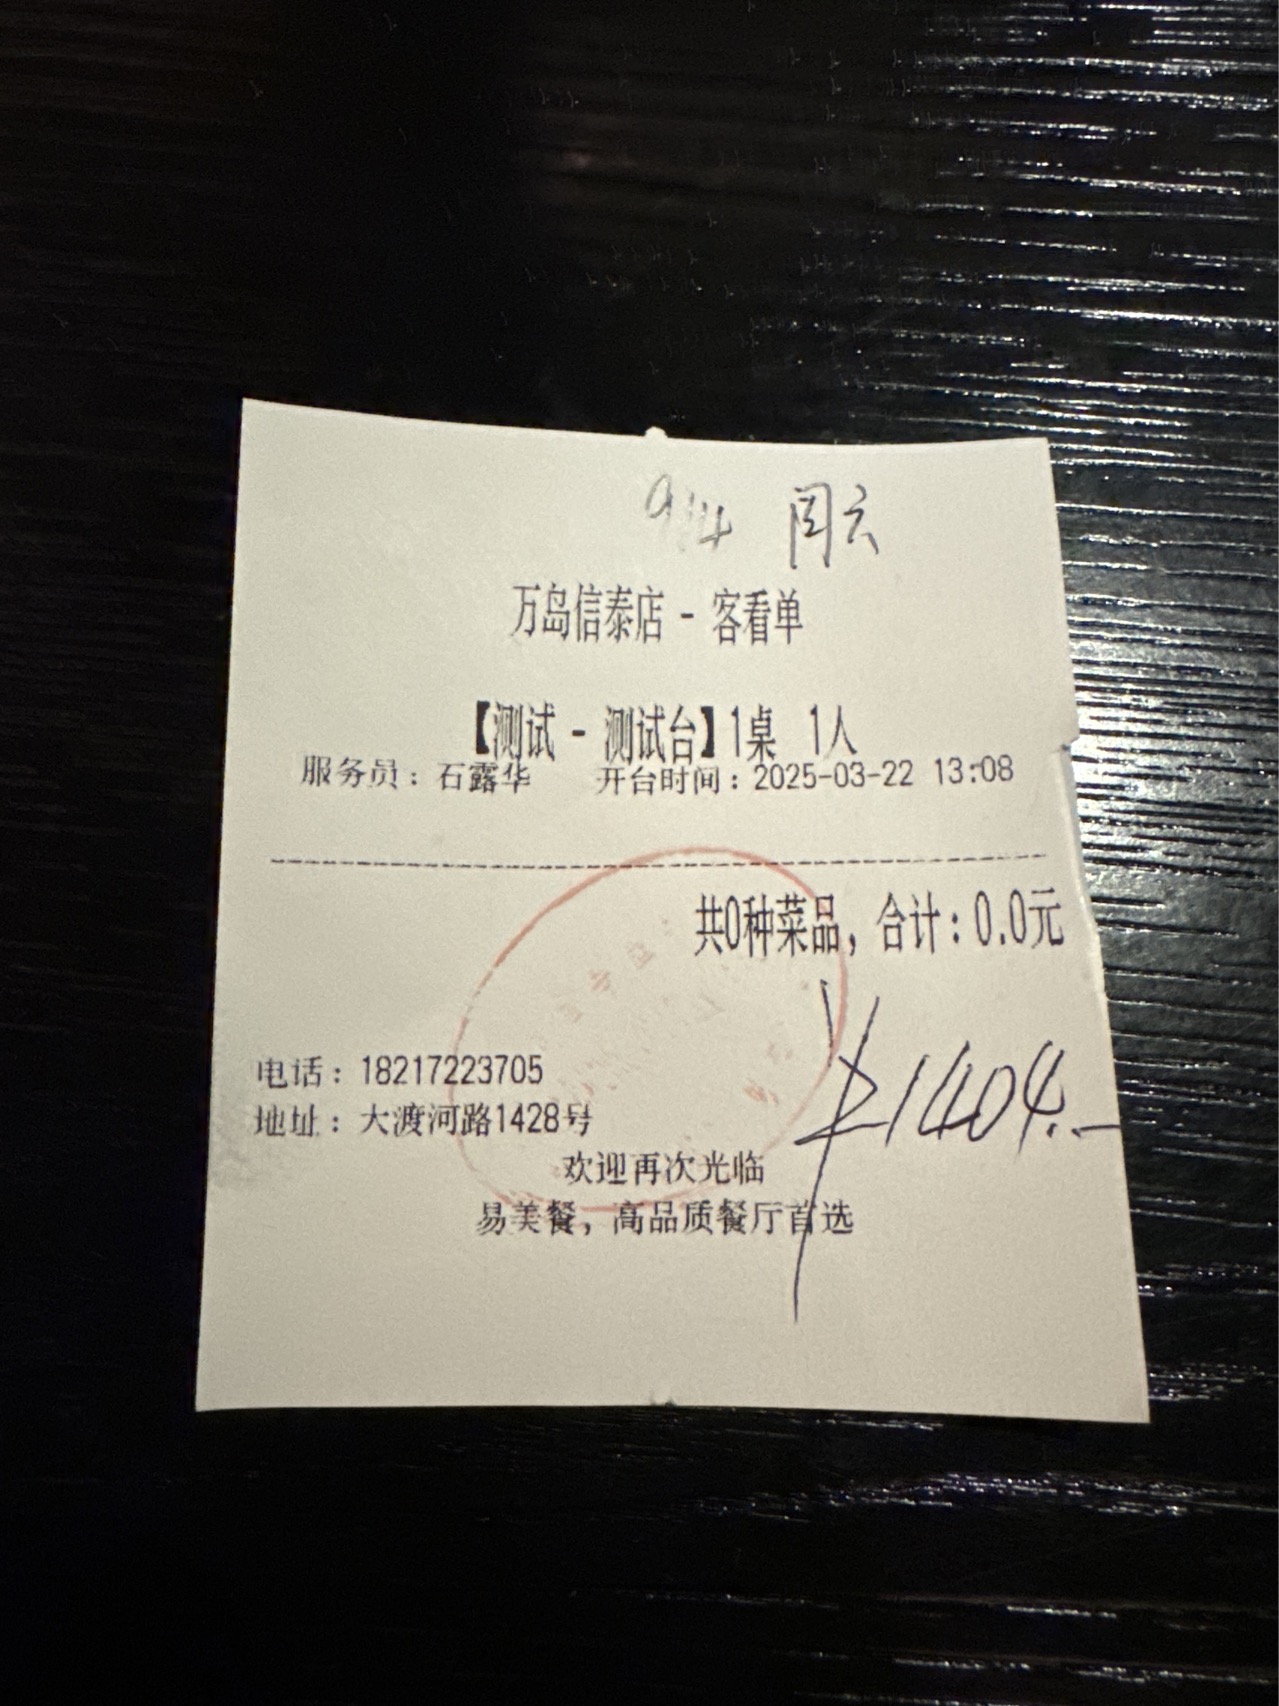 9/14 闫云
万岛信泰店 - 客看单
【测试 - 测试台】1桌 1人
服务员：石露华 开台时间：2025-03-22 13:08
共0种菜品，合计：0.0元
¥1404.-
电话：18217223705
地址：大渡河路1428号
欢迎再次光临
易美餐，高品质餐厅首选